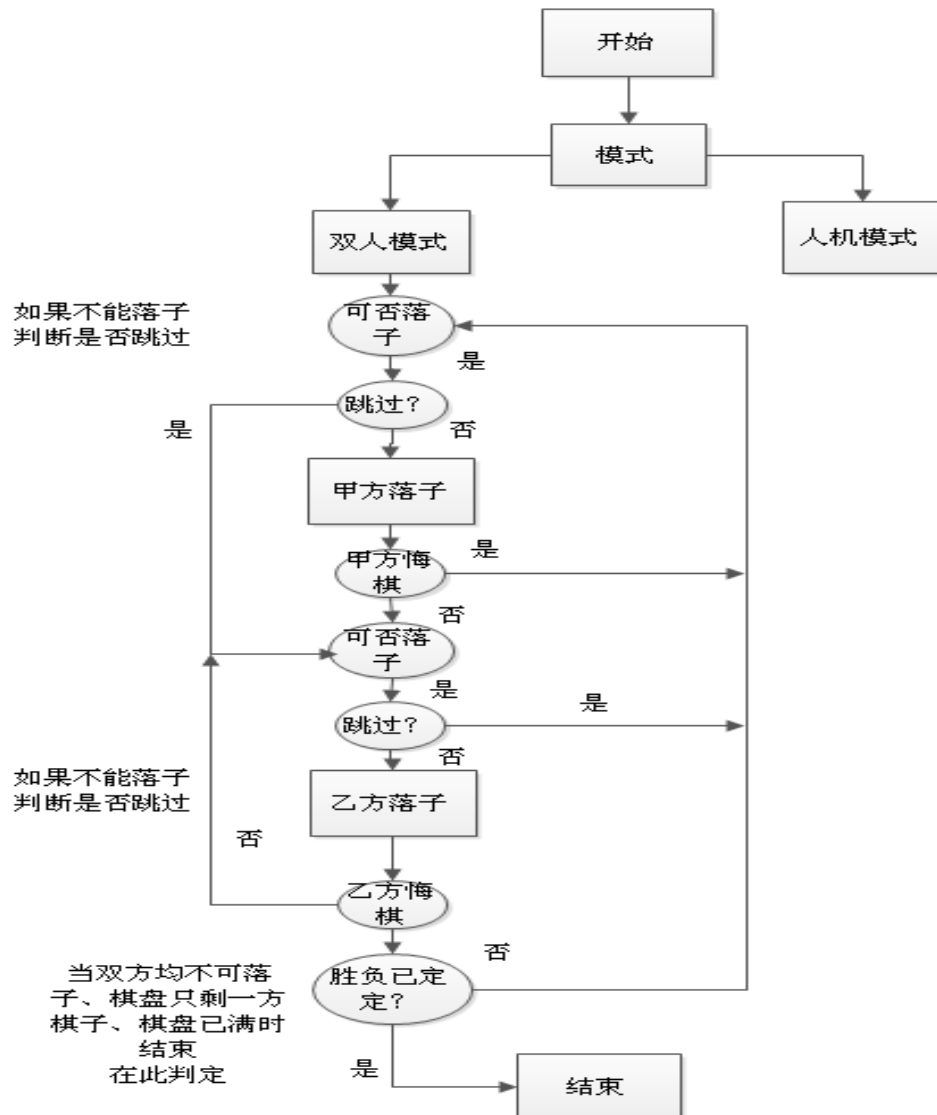 开始
模式
双人模式
人机模式
如果不能落子
判断是否跳过
可否落
子
是
跳过?
是
否
甲方落子
甲方悔
棋
是
否
可否落
子
是
跳过?
是
否
如果不能落子
判断是否跳过
乙方落子
否
乙方悔
棋
否
当双方均不可落
子、棋盘只剩一方
棋子、棋盘已满时
结束
在此判定
胜负已定
定?
是
结束